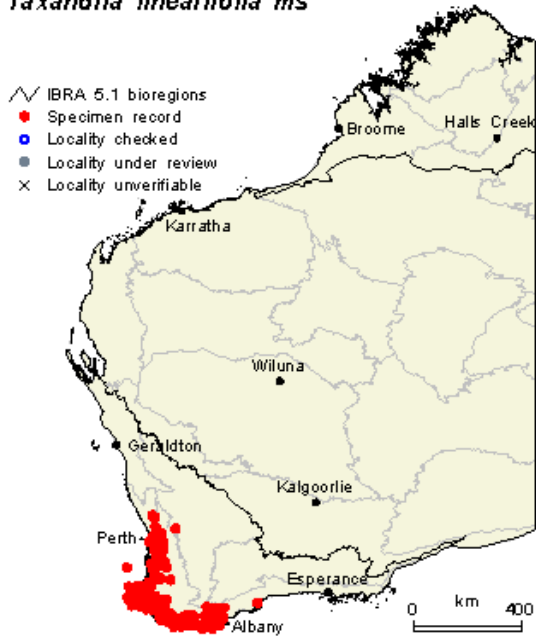 Taxandria linearifolia ms
IBRA 5.1 bioregions
Specimen record
Locality checked
Locality under review
× Locality unverifiable
Broome
Halls Creek
Karratha
Wiluna
Geraldton
Kalgoorlie
Perth
Esperance
Albany
km
0 400